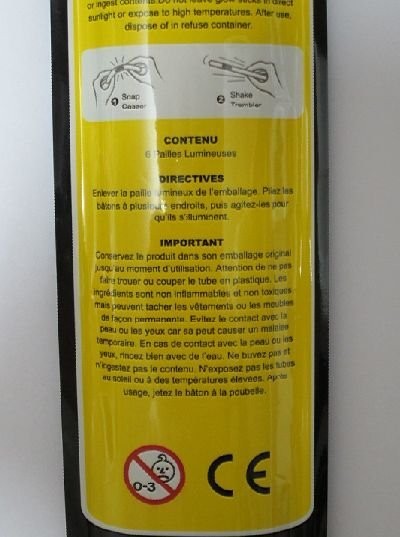 or ingest contents. Do not leave glow sticks in direct
sunlight or expose to high temperatures. After use,
dispose of in refuse container.
1 Snap
Casser
2 Shake
Trembler
CONTENU
6 Pailles Lumineuses
DIRECTIVES
Enlever la paille lumineux de l'emballage. Pliez les
bâtons à plusieurs endroits, puis agitez-les pour
qu'ils s'illuminent.
IMPORTANT
Conservez le produit dans son emballage original
jusqu'au moment d'utilisation. Attention de ne pas
faire trouer ou couper le tube en plastique. Les
ingrédients sont non inflammables et non toxiques
mais peuvent tacher les vêtements ou les meubles
de façon permanente. Evitez le contact avec la
peau ou les yeux car sa peut causer un malaise
temporaire. En cas de contact avec la peau ou les
yeux, rincez bien avec de l'eau. Ne buvez pas et
n'ingestez pas le contenu. N'exposez pas les tubes
au soleil ou à des températures élevées. Après
usage, jetez le bâton à la poubelle.
0-3
CE